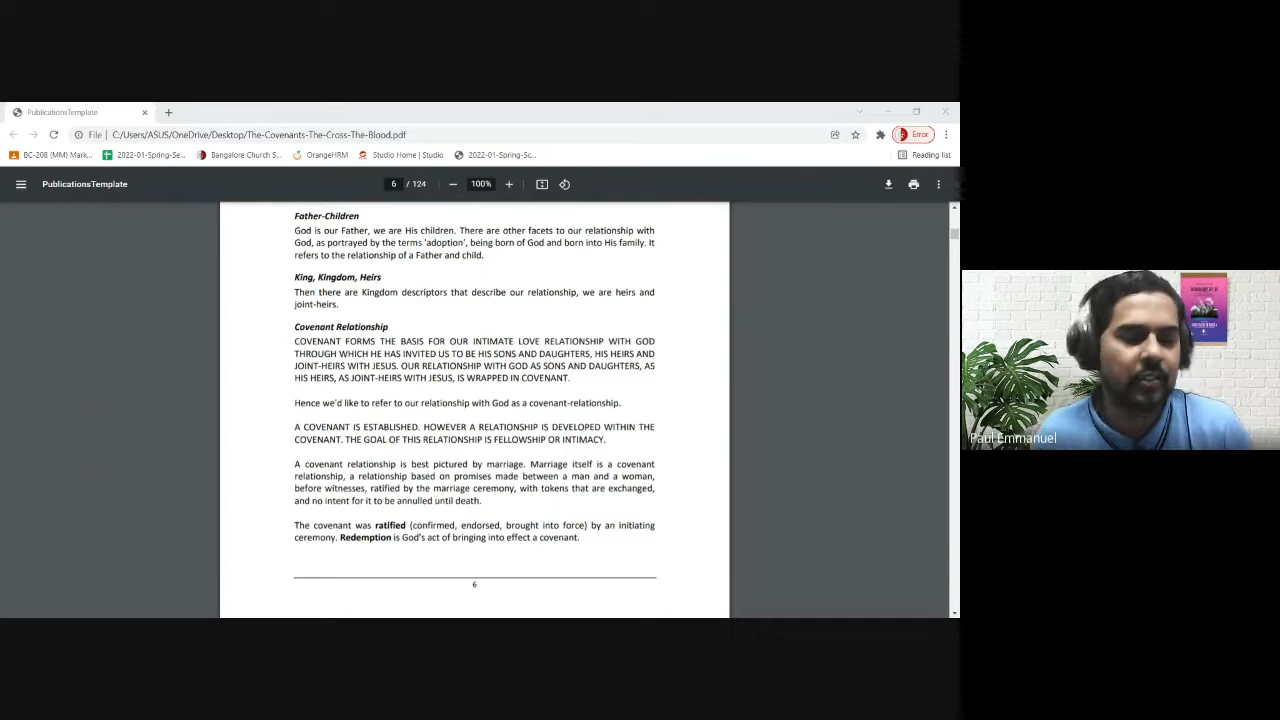 PublicationsTemplate
File
C:/Users/ASUS/OneDrive/Desktop/The-Covenants-The-Cross-The-Blood.pdf
Error
BC-208 (MM) Mark...
2022-01-Spring-Se...
Bangalore Church S...
OrangeHRM
Studio Home | Studio
2022-01-Spring-Sc...
Reading list
PublicationsTemplate
6 / 124
100%
Father-Children
God is our Father, we are His children. There are other facets to our relationship with
God, as portrayed by the terms 'adoption', being born of God and born into His family. It
refers to the relationship of a Father and child.
King, Kingdom, Heirs
Then there are Kingdom descriptors that describe our relationship, we are heirs and
joint-heirs.
Covenant Relationship
COVENANT FORMS THE BASIS FOR OUR INTIMATE LOVE RELATIONSHIP WITH GOD
THROUGH WHICH HE HAS INVITED US TO BE HIS SONS AND DAUGHTERS, HIS HEIRS AND
JOINT-HEIRS WITH JESUS. OUR RELATIONSHIP WITH GOD AS SONS AND DAUGHTERS, AS
HIS HEIRS, AS JOINT-HEIRS WITH JESUS, IS WRAPPED IN COVENANT.
Hence we'd like to refer to our relationship with God as a covenant-relationship.
A COVENANT IS ESTABLISHED. HOWEVER A RELATIONSHIP IS DEVELOPED WITHIN THE
COVENANT. THE GOAL OF THIS RELATIONSHIP IS FELLOWSHIP OR INTIMACY.
A covenant relationship is best pictured by marriage. Marriage itself is a covenant
relationship, a relationship based on promises made between a man and a woman,
before witnesses, ratified by the marriage ceremony, with tokens that are exchanged,
and no intent for it to be annulled until death.
The covenant was ratified (confirmed, endorsed, brought into force) by an initiating
ceremony. Redemption is God's act of bringing into effect a covenant.
6
Paul Emmanuel